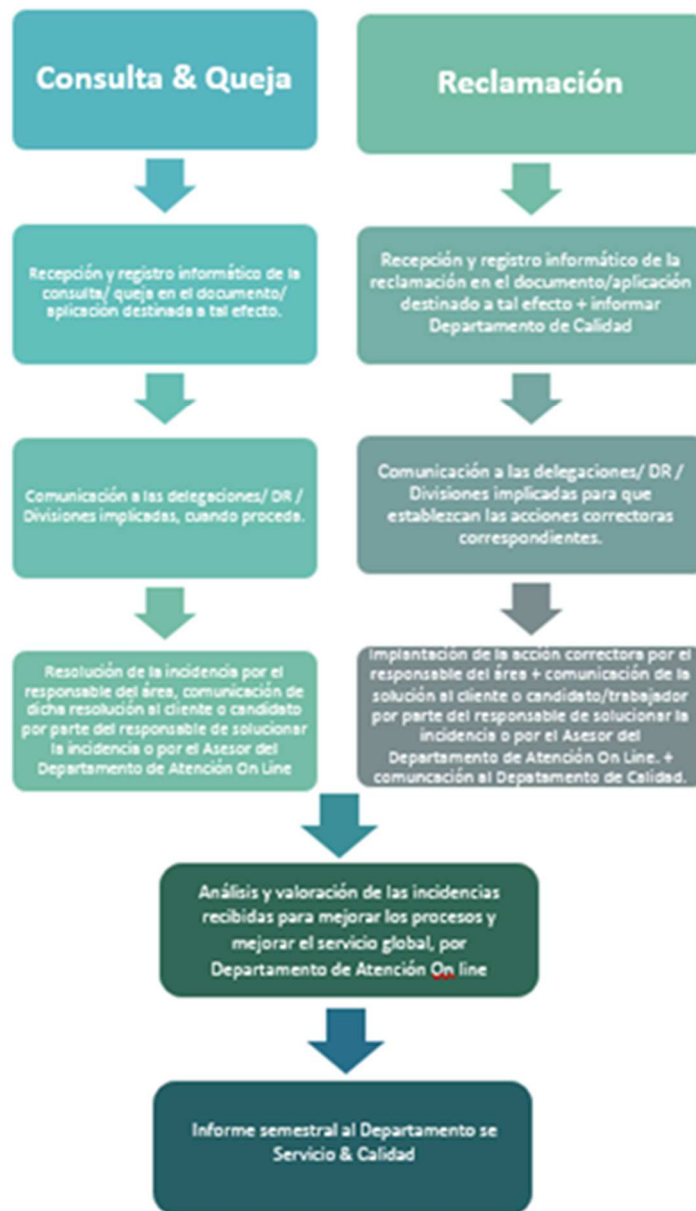 Consulta & Queja
Recepción y registro informático de la
consulta/ queja en el documento/
aplicación destinada a tal efecto.
Comunicación a las delegaciones/ DR /
Divisiones implicadas, cuando proceda.
Resolución de la incidencia por el
responsable del área, comunicación de
dicha resolución al cliente o candidato
por parte del responsable de solucionar
la incidencia o por el Asesor del
Departamento de Atención On Line
Reclamación
Recepción y registro informático de la
reclamación en el documento/aplicación
destinado a tal efecto + informar
Departamento de Calidad
Comunicación a las delegaciones/ DR /
Divisiones implicadas para que
establezcan las acciones correctoras
correspondientes.
Implantación de la acción correctora por el
responsable del área + comunicación de la
solución al cliente o candidato/trabajador
por parte del responsable de solucionar la
incidencia o por el Asesor del
Departamento de Atención On Line. +
comuncación al Depatamento de Calidad.
Análisis y valoración de las incidencias
recibidas para mejorar los procesos y
mejorar el servicio global, por
Departamento de Atención On line
Informe semestral al Departamento se
Servicio & Calidad